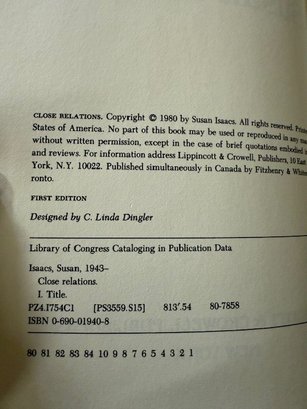 CLOSE RELATIONS. Copyright © 1980 by Susan Isaacs. All rights reserved. Printe
States of America. No part of this book may be used or reproduced in any man
without written permission, except in the case of brief quotations embodied i
and reviews. For information address Lippincott & Crowell, Publishers, 10 East
York, N.Y. 10022. Published simultaneously in Canada by Fitzhenry & White
ronto.
FIRST EDITION
Designed by C. Linda Dingler
Library of Congress Cataloging in Publication Data
Isaacs, Susan, 1943–
Close relations.
I. Title.
PZ4.I754C1 [PS3559.S15] 813'.54 80-7858
ISBN 0-690-01940-8
80 81 82 83 84 10 9 8 7 6 5 4 3 2 1